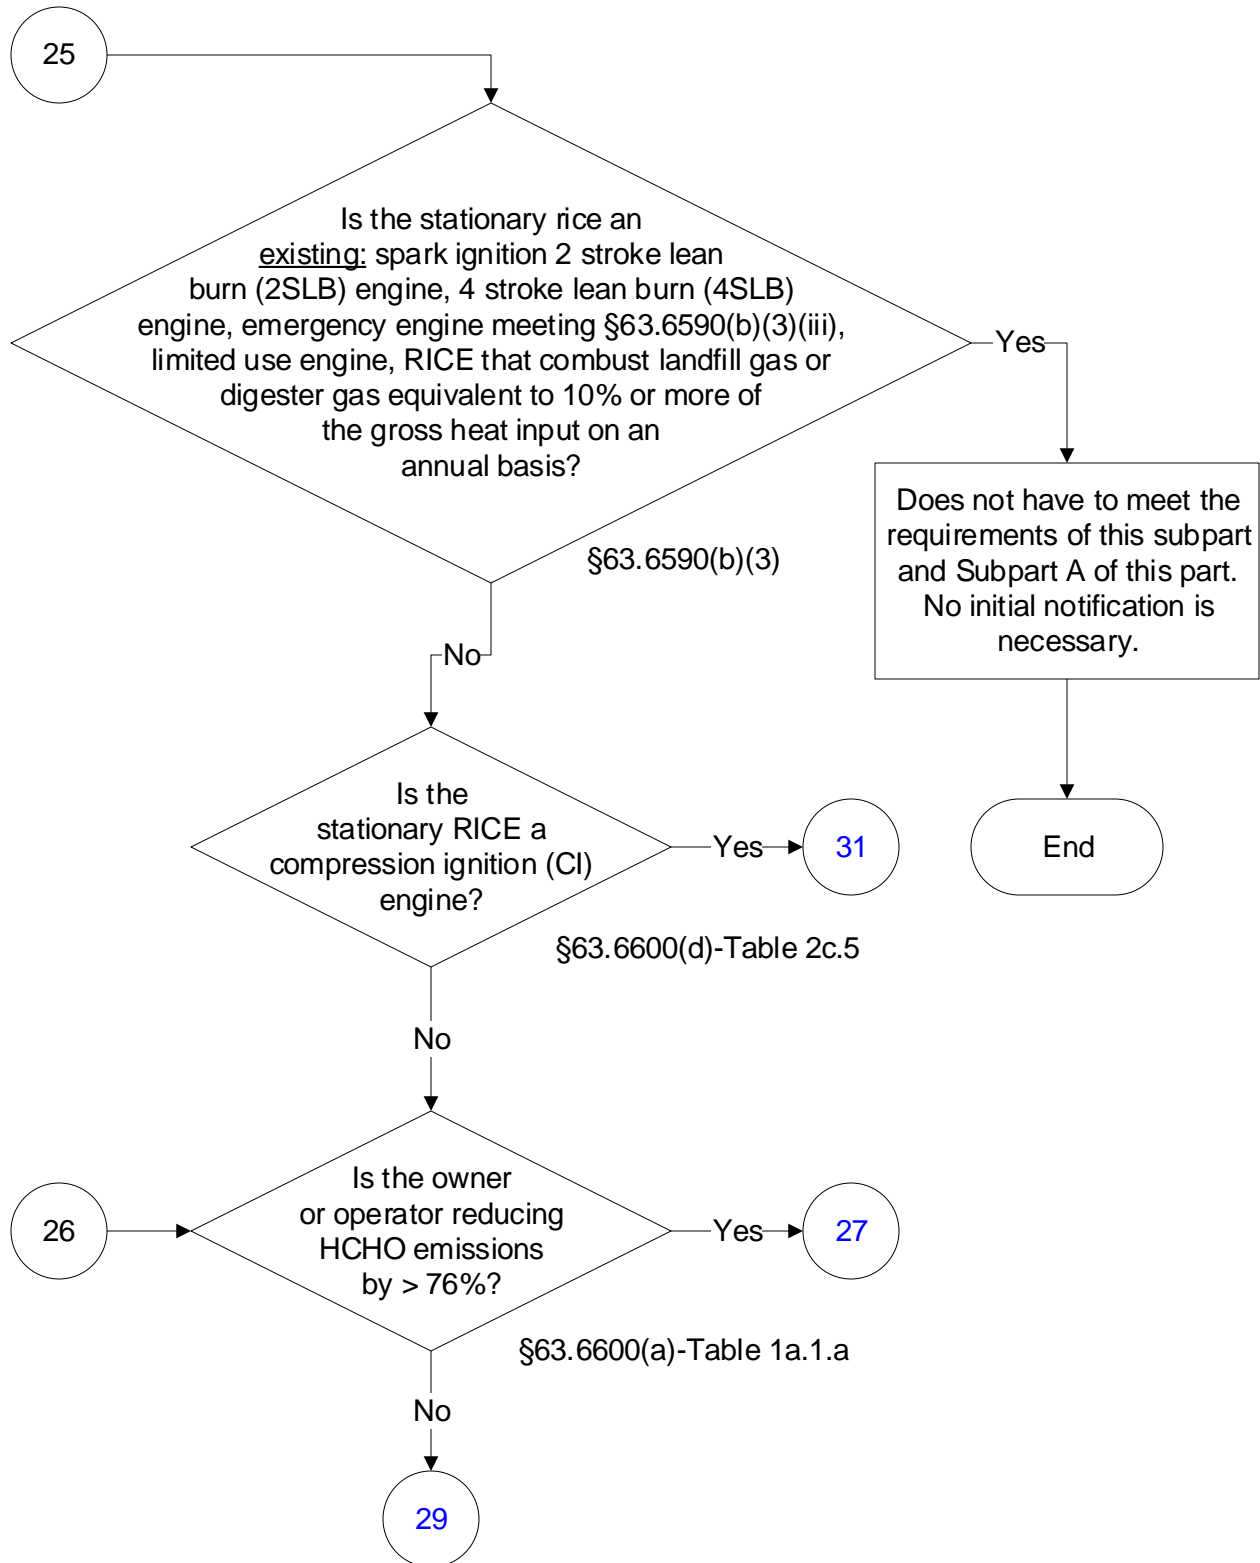 25
Is the stationary rice an
existing: spark ignition 2 stroke lean
burn (2SLB) engine, 4 stroke lean burn (4SLB)
engine, emergency engine meeting §63.6590(b)(3)(iii),
limited use engine, RICE that combust landfill gas or
digester gas equivalent to 10% or more of
the gross heat input on an
annual basis?
Yes
§63.6590(b)(3)
Does not have to meet the
requirements of this subpart
and Subpart A of this part.
No initial notification is
necessary.
End
No
Is the
stationary RICE a
compression ignition (CI)
engine?
Yes
31
§63.6600(d)-Table 2c.5
No
26
Is the owner
or operator reducing
HCHO emissions
by > 76%?
Yes
27
§63.6600(a)-Table 1a.1.a
No
29